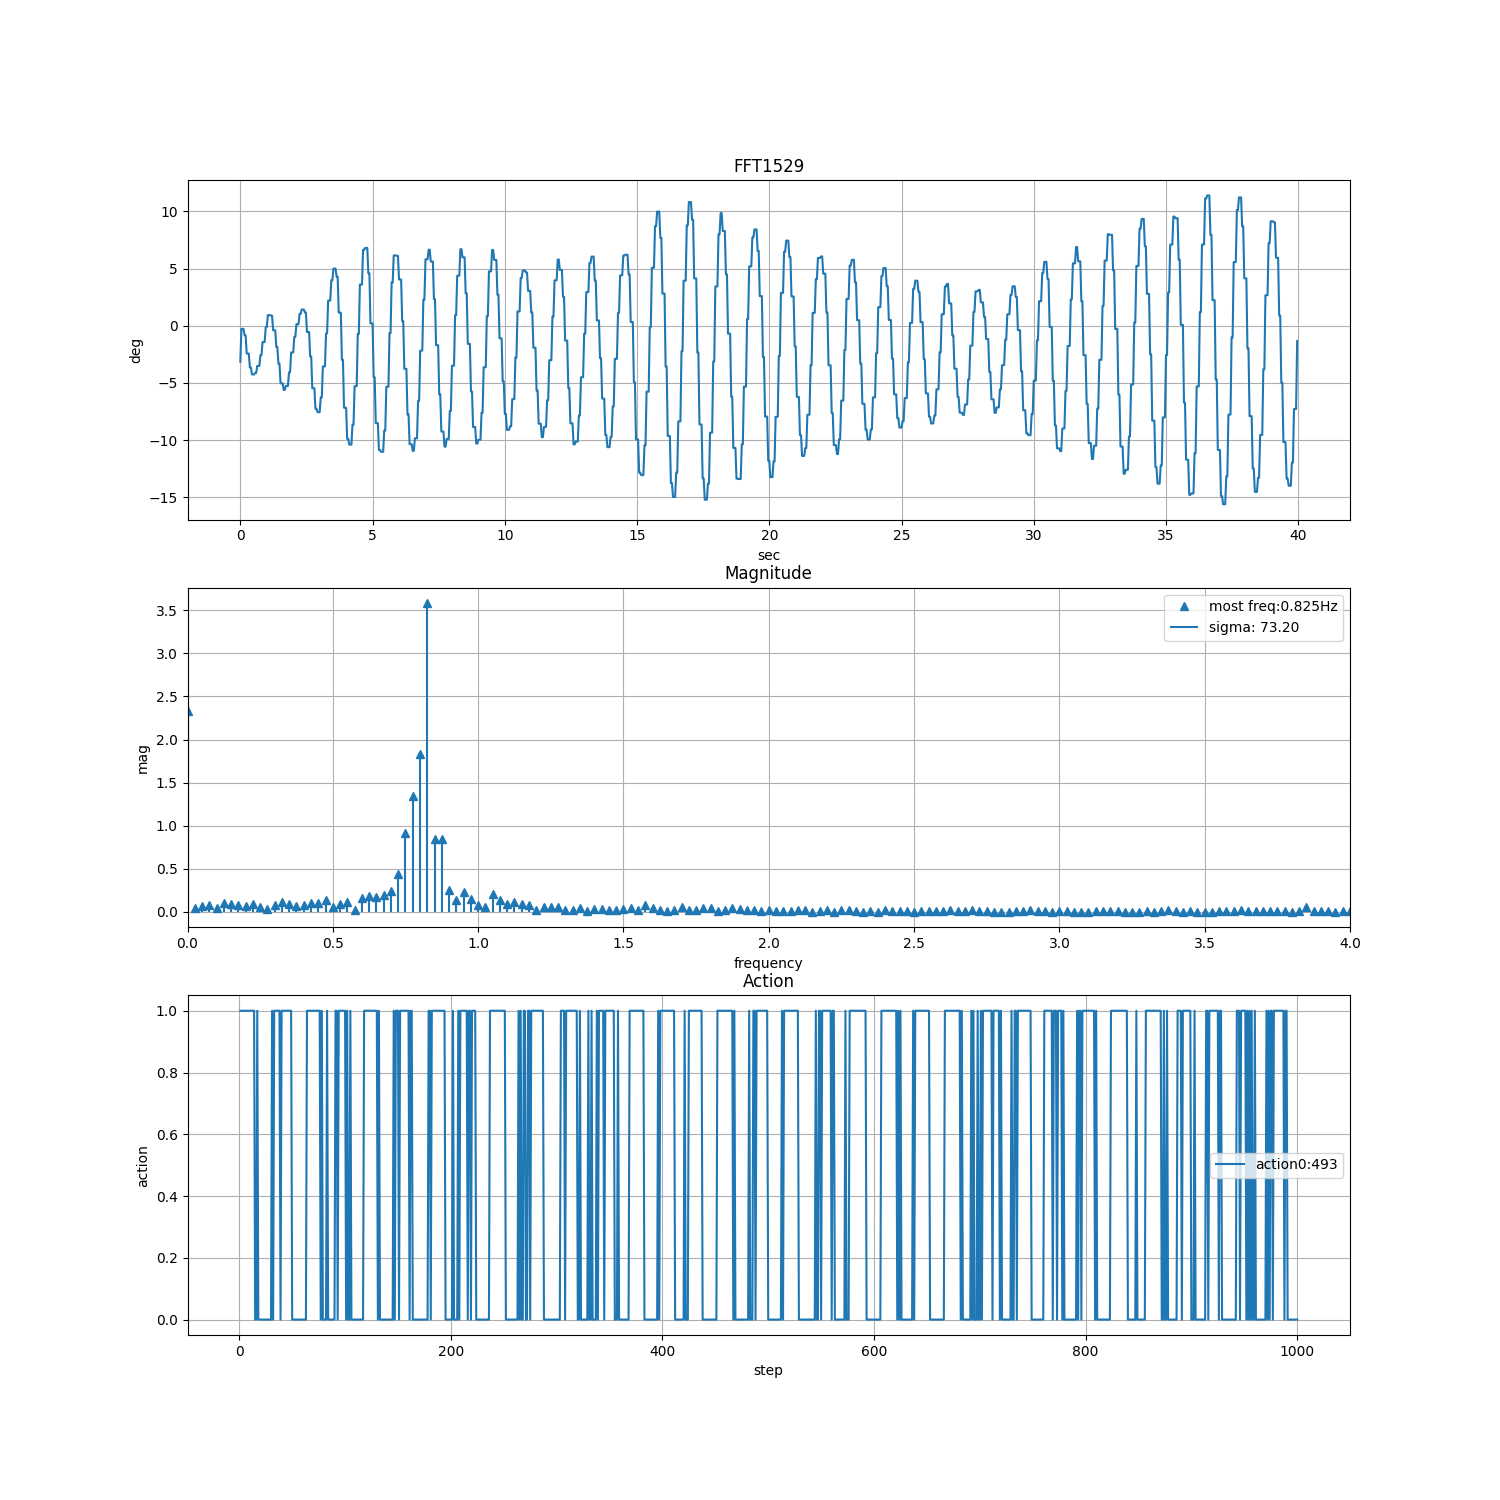 FFT1529
10
5
0
−5
−10
−15
deg
0 5 10 15 20 25 30 35 40
sec
Magnitude
most freq:0.825Hz
sigma: 73.20
3.5
3.0
2.5
2.0
1.5
1.0
0.5
0.0
mag
0.0 0.5 1.0 1.5 2.0 2.5 3.0 3.5 4.0
frequency
Action
1.0
0.8
0.6
0.4
0.2
0.0
action
action0:493
0 200 400 600 800 1000
step